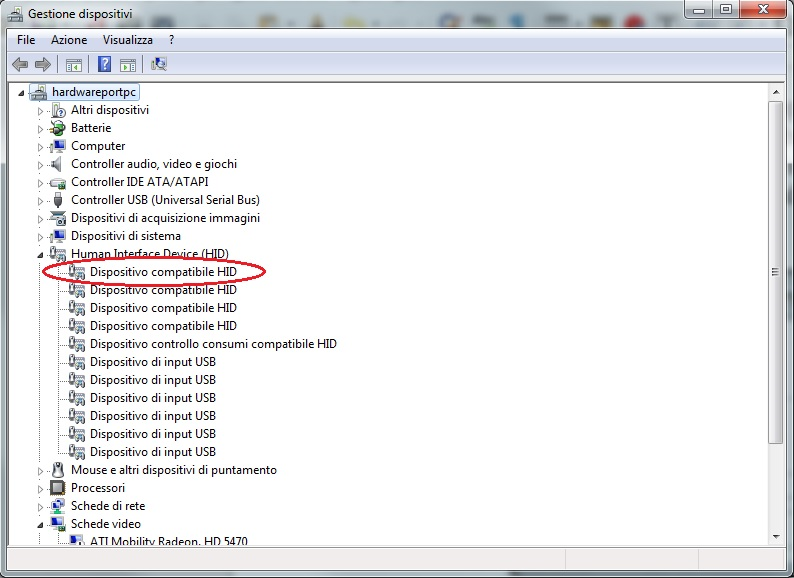 Gestione dispositivi
File Azione Visualizza ?
hardwareportpc
Altri dispositivi
Batterie
Computer
Controller audio, video e giochi
Controller IDE ATA/ATAPI
Controller USB (Universal Serial Bus)
Dispositivi di acquisizione immagini
Dispositivi di sistema
Human Interface Device (HID)
Dispositivo compatibile HID
Dispositivo compatibile HID
Dispositivo compatibile HID
Dispositivo compatibile HID
Dispositivo controllo consumi compatibile HID
Dispositivo di input USB
Dispositivo di input USB
Dispositivo di input USB
Dispositivo di input USB
Dispositivo di input USB
Dispositivo di input USB
Mouse e altri dispositivi di puntamento
Processori
Schede di rete
Schede video
ATI Mobility Radeon HD 5470